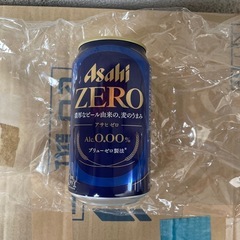 Asahi
ZERO
濃厚なビール由来の、麦のうまみ
アサヒ ゼロ
Alc.0.00%
ブリューゼロ製法